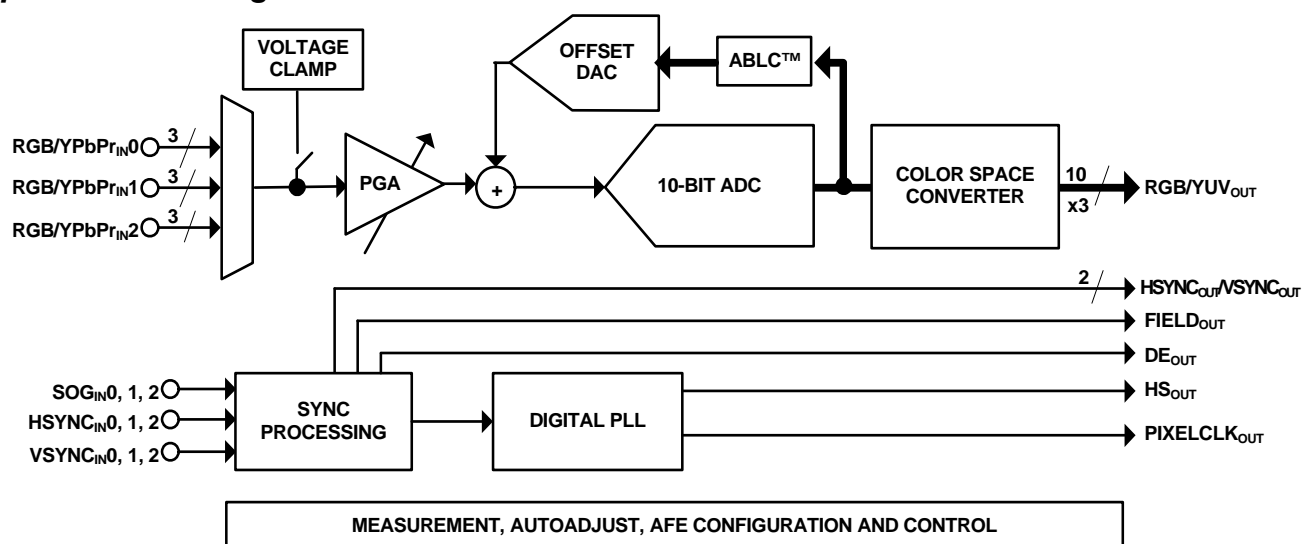 VOLTAGE
CLAMP
OFFSET
DAC
ABLC™
RGB/YPbPrIN0
3
RGB/YPbPrIN1
3
RGB/YPbPrIN2
3
PGA
+
10-BIT ADC
COLOR SPACE
CONVERTER
10
x3
RGB/YUVOUT
2
HSYNCOUT/VSYNCOUT
FIELDOUT
DEOUT
HSOUT
PIXELCLKOUT
SOGIN0, 1, 2
HSYNCIN0, 1, 2
VSYNCIN0, 1, 2
SYNC
PROCESSING
DIGITAL PLL
MEASUREMENT, AUTOADJUST, AFE CONFIGURATION AND CONTROL